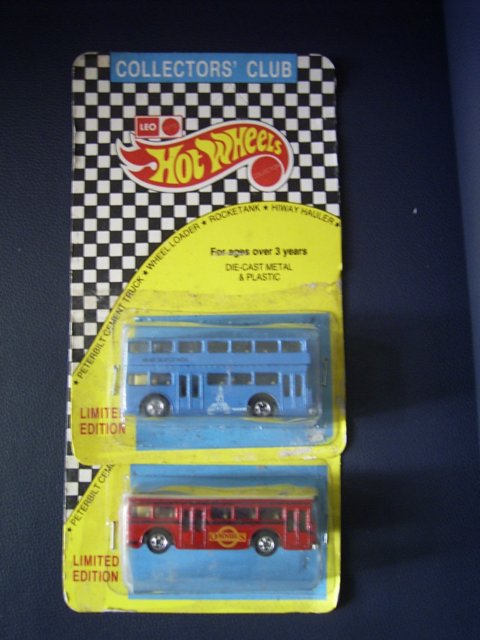 COLLECTORS' CLUB
LEO
Hot Wheels
PETERBILT CEMENT TRUCK ★ WHEEL LOADER ★ ROCKETANK ★ HIWAY HAULER ★
For ages over 3 years
DIE-CAST METAL
& PLASTIC
LIMITED
EDITION
PETERBILT CEM
LIMITED
EDITION